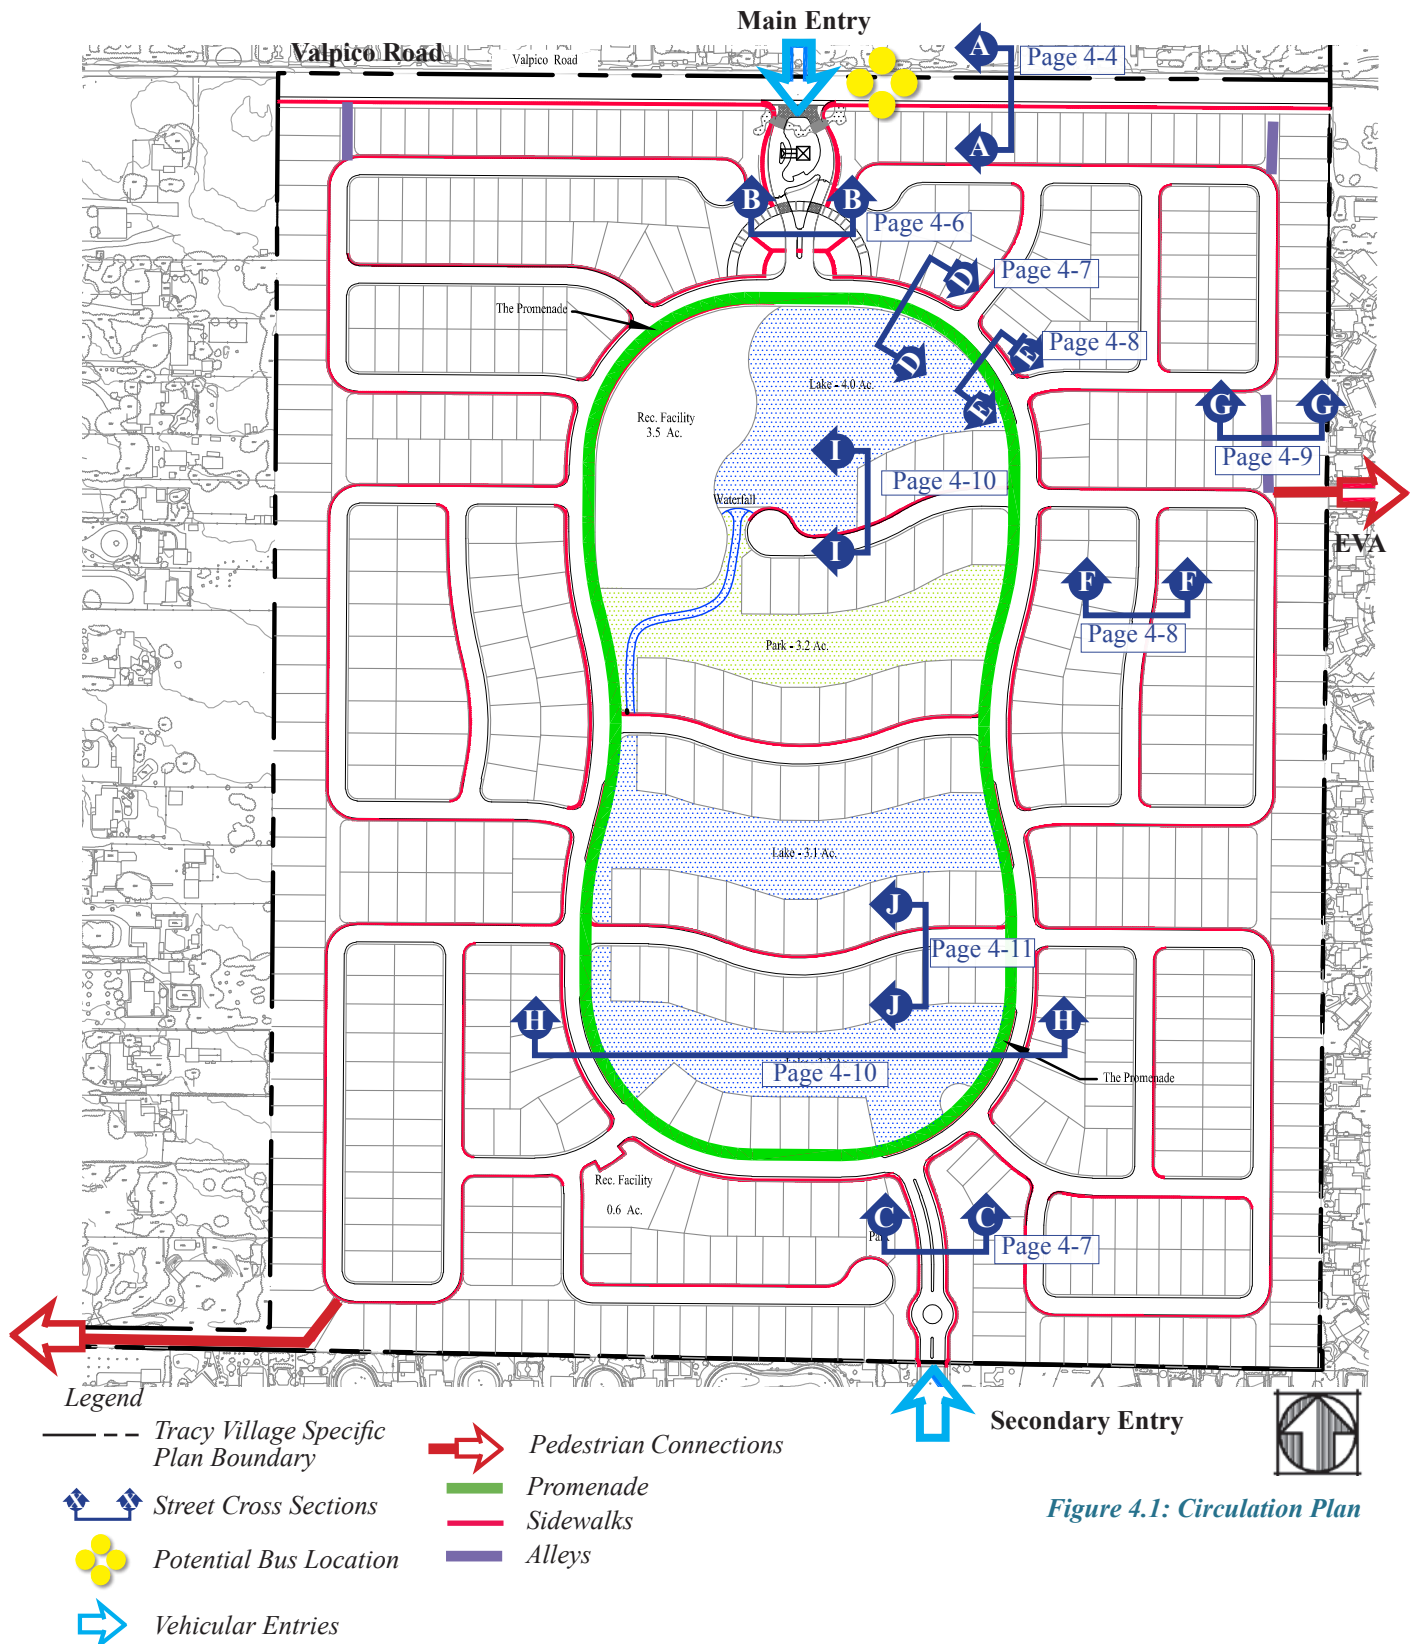 Main Entry
Valpico Road
Valpico Road
A
Page 4-4
A
B
B
Page 4-6
D
Page 4-7
The Promenade
E
Page 4-8
D
Lake - 4.0 Ac.
E
G
G
Rec. Facility
3.5 Ac.
I
Page 4-9
Page 4-10
Waterfall
I
EVA
F
F
Page 4-8
Park - 3.2 Ac.
Lake - 3.1 Ac.
J
Page 4-11
J
H
H
Page 4-10
The Promenade
Rec. Facility
0.6 Ac.
C
C
Park
Page 4-7
Secondary Entry
Legend
Tracy Village Specific
Plan Boundary
X
X
Street Cross Sections
Potential Bus Location
Vehicular Entries
Pedestrian Connections
Promenade
Sidewalks
Alleys
Figure 4.1: Circulation Plan